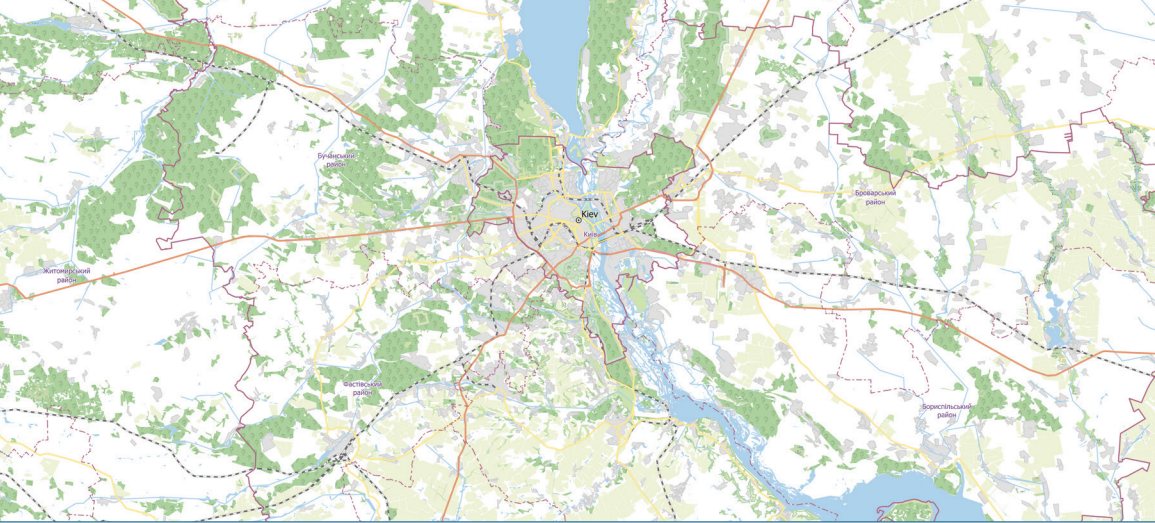 Бучанський
район
Броварський
район
Kiev
Київ
Житомирський
район
Фастівський
район
Бориспільський
район